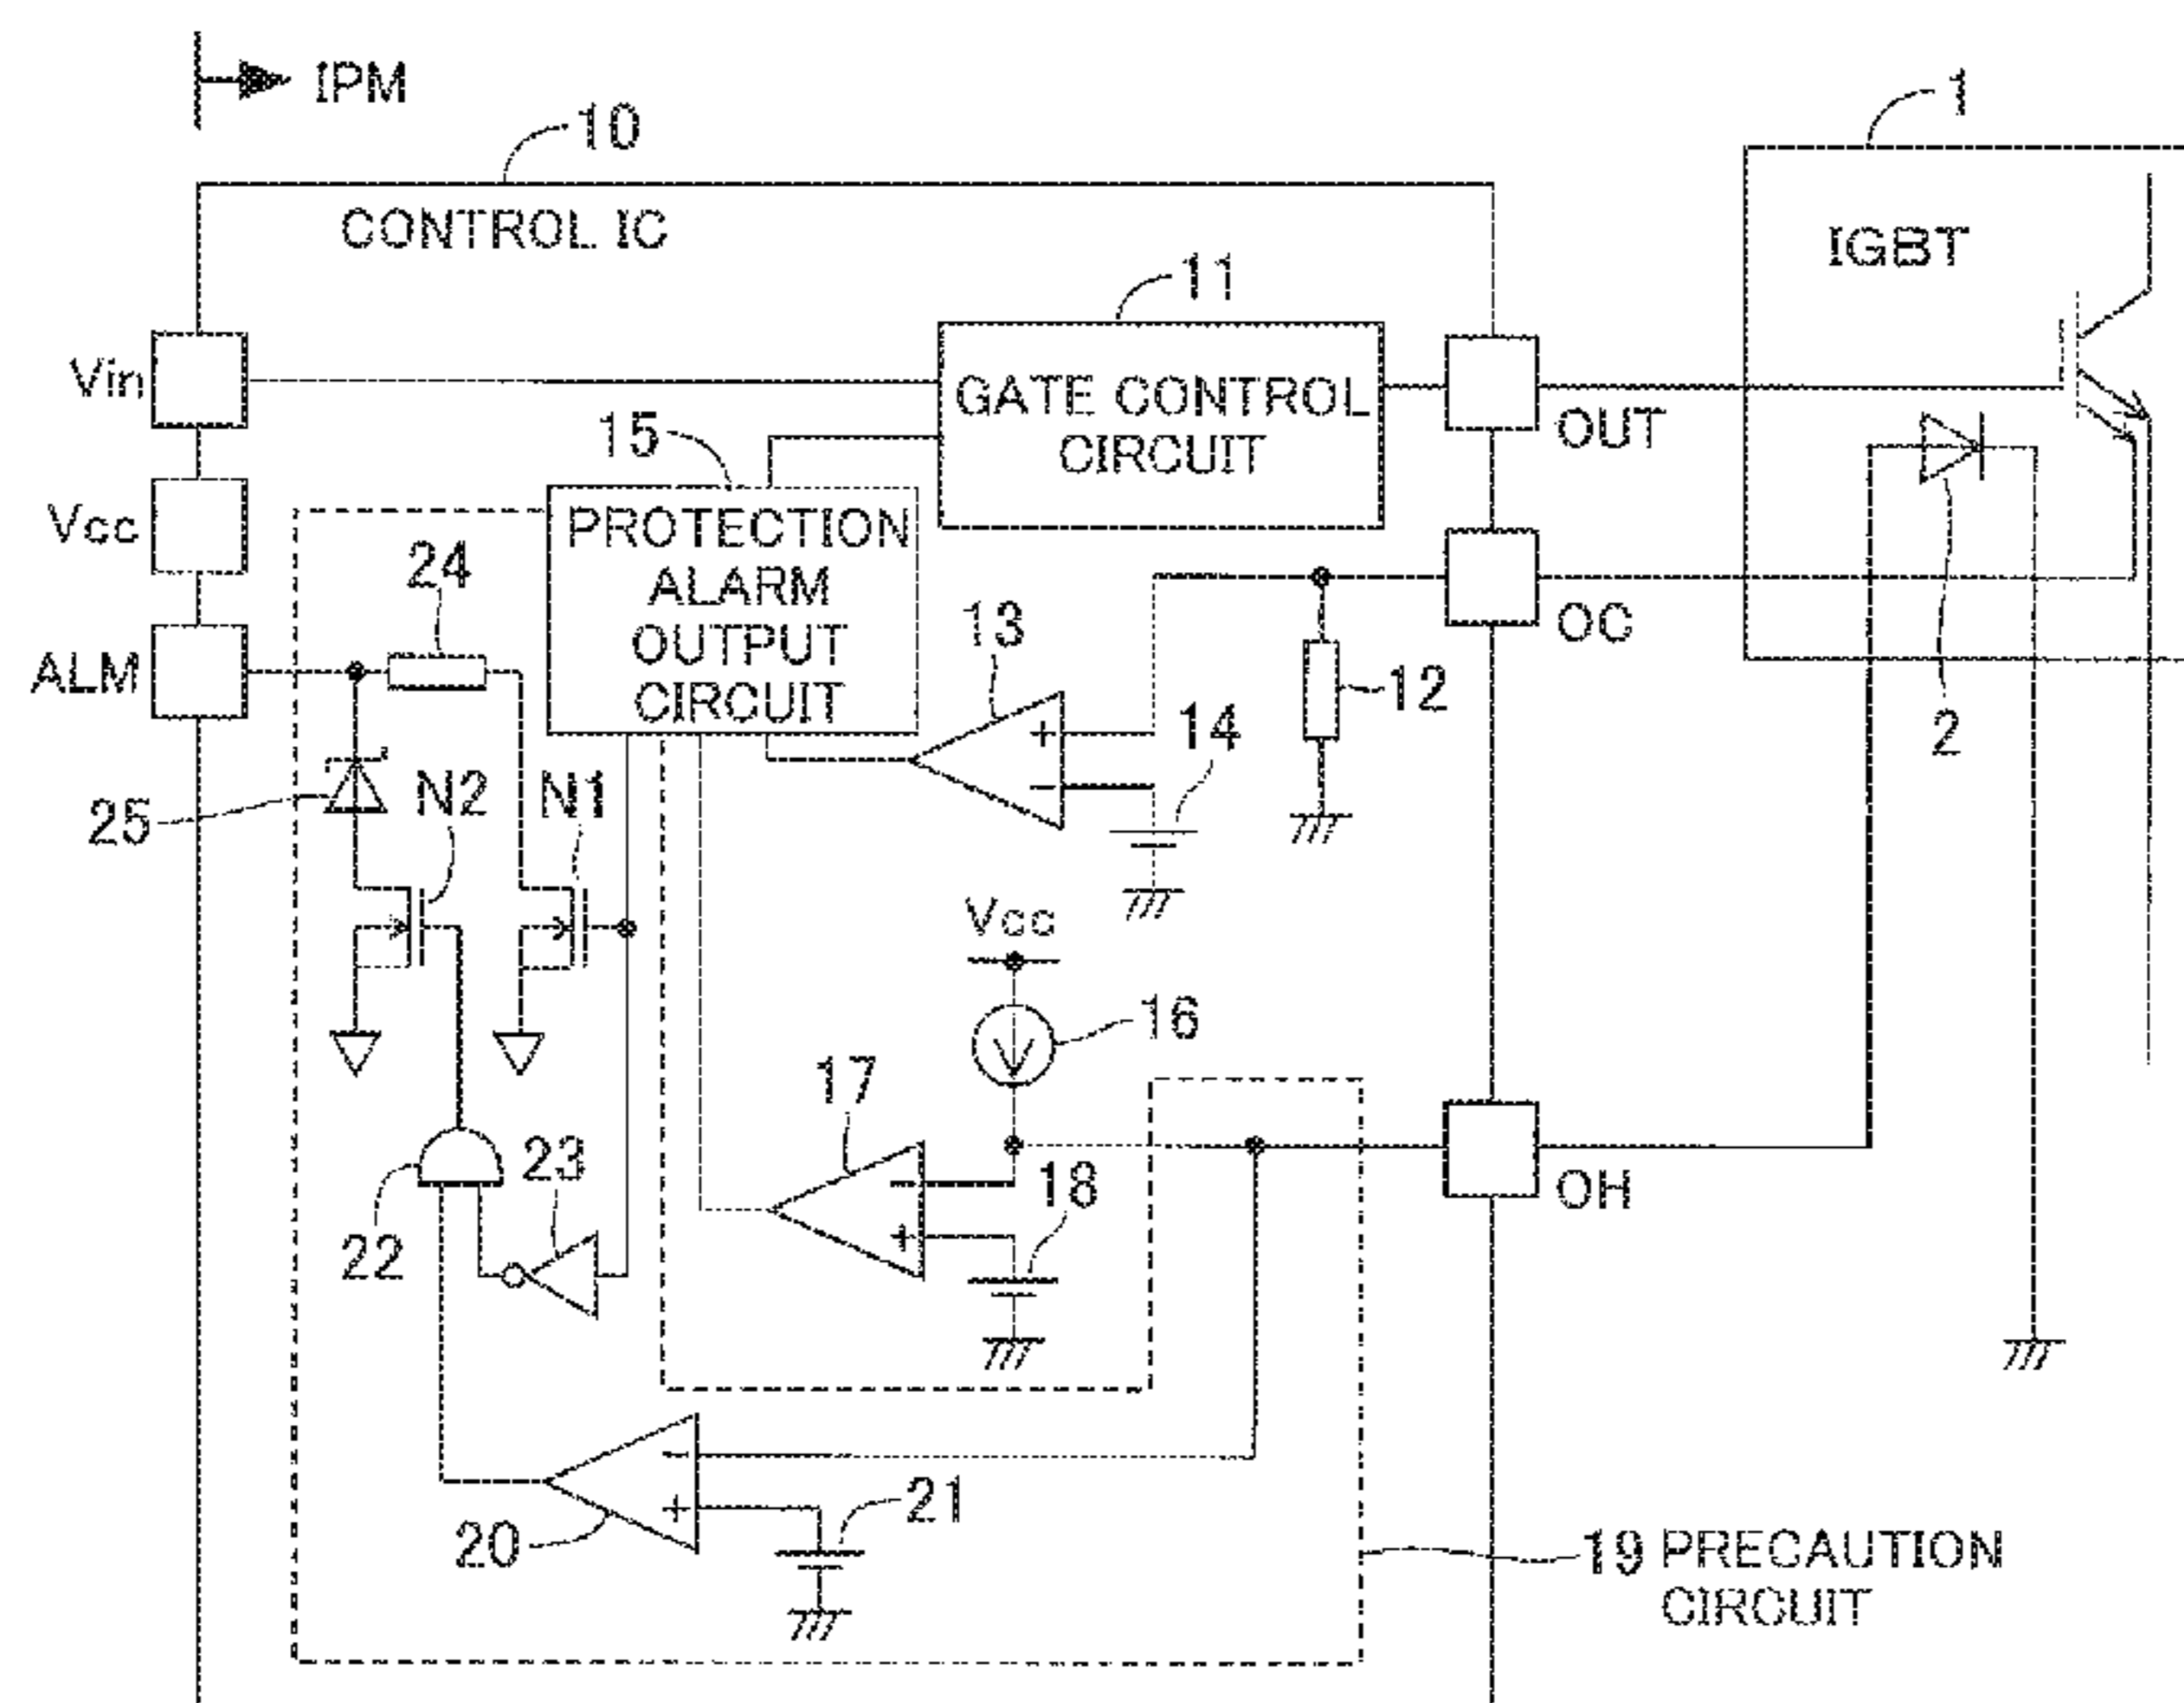 IPM
10
1
CONTROL IC
IGBT
11
Vin
GATE CONTROL
CIRCUIT
15
OUT
Vcc
PROTECTION
ALARM
OUTPUT
CIRCUIT
24
13
OC
ALM
12
14
2
25
N2
N1
+
−
Vcc
16
17
22
23
18
OH
−
+
−
+
20
21
19 PRECAUTION
CIRCUIT